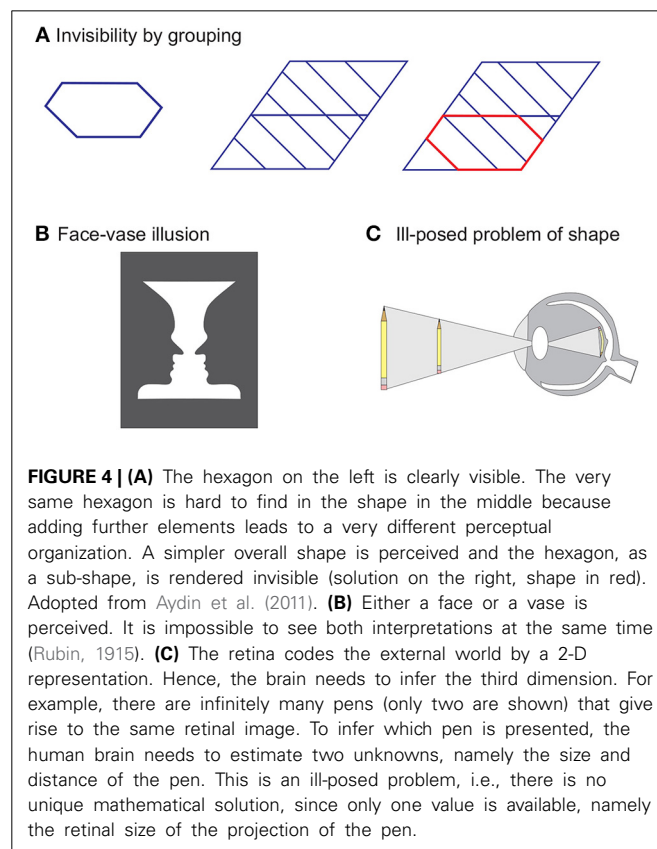 A Invisibility by grouping
B Face-vase illusion
C Ill-posed problem of shape
FIGURE 4 | (A) The hexagon on the left is clearly visible. The very
same hexagon is hard to find in the shape in the middle because
adding further elements leads to a very different perceptual
organization. A simpler overall shape is perceived and the hexagon, as
a sub-shape, is rendered invisible (solution on the right, shape in red).
Adopted from Aydin et al. (2011). (B) Either a face or a vase is
perceived. It is impossible to see both interpretations at the same time
(Rubin, 1915). (C) The retina codes the external world by a 2-D
representation. Hence, the brain needs to infer the third dimension. For
example, there are infinitely many pens (only two are shown) that give
rise to the same retinal image. To infer which pen is presented, the
human brain needs to estimate two unknowns, namely the size and
distance of the pen. This is an ill-posed problem, i.e., there is no
unique mathematical solution, since only one value is available, namely
the retinal size of the projection of the pen.